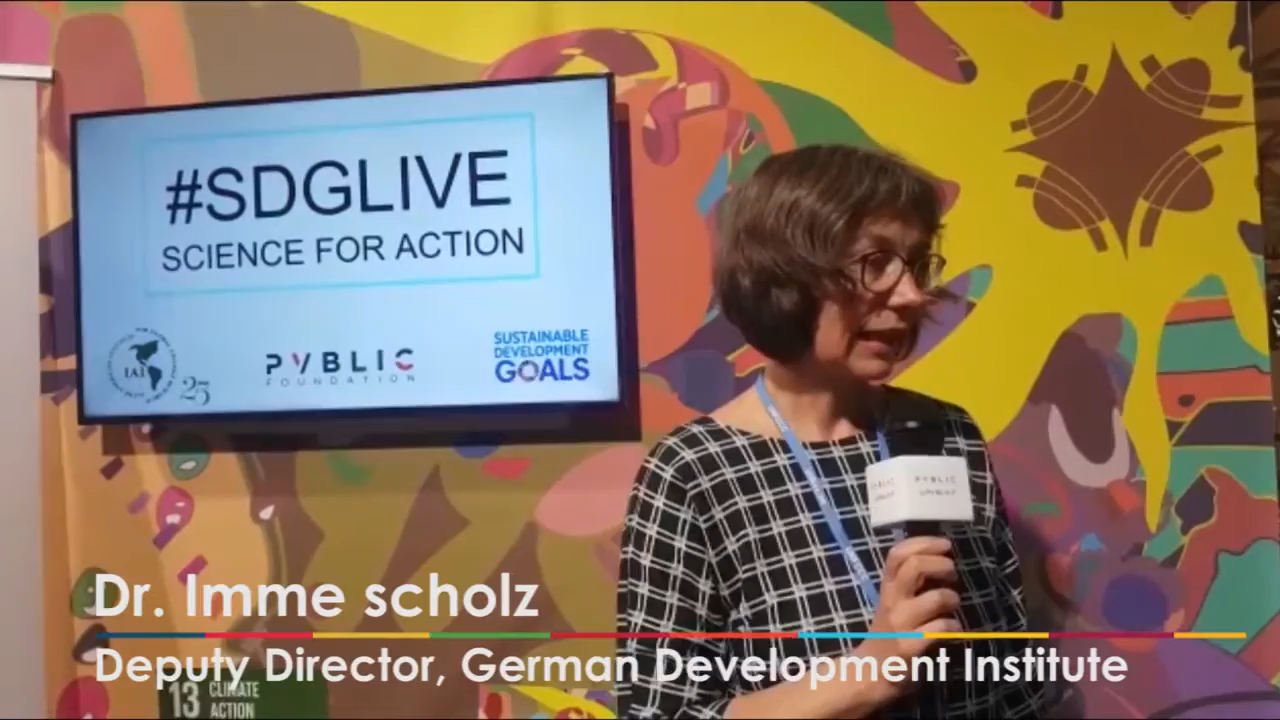 #SDGLIVE
SCIENCE FOR ACTION
IAI
25
PVBLIC
FOUNDATION
SUSTAINABLE
DEVELOPMENT
GOALS
PVBLIC
Dr. Imme scholz
Deputy Director, German Development Institute
13 CLIMATE
ACTION